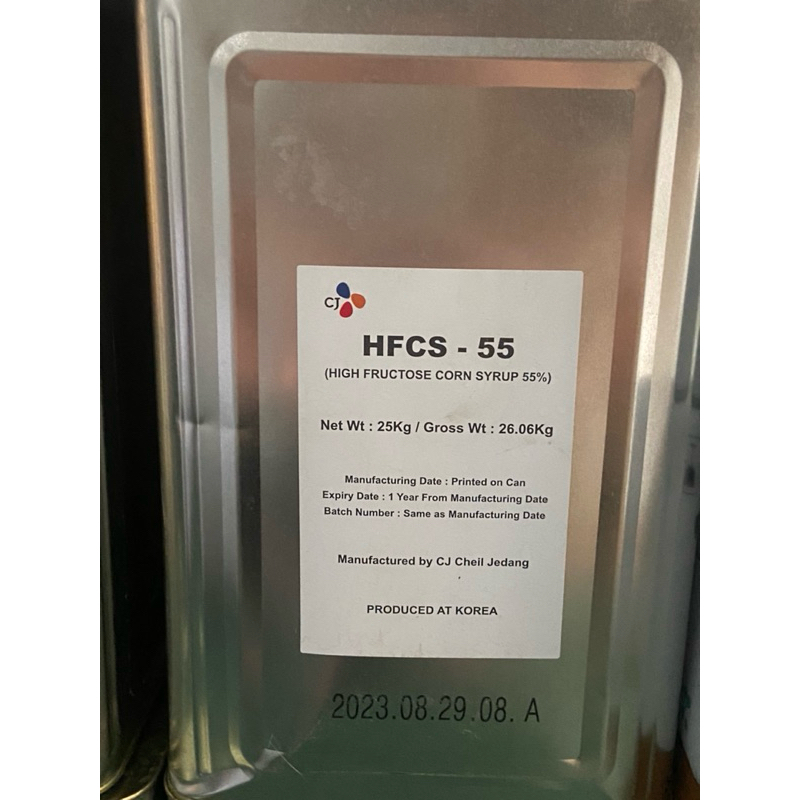 CJ
HFCS - 55
(HIGH FRUCTOSE CORN SYRUP 55%)
Net Wt : 25Kg / Gross Wt : 26.06Kg
Manufacturing Date : Printed on Can
Expiry Date : 1 Year From Manufacturing Date
Batch Number : Same as Manufacturing Date
Manufactured by CJ Cheil Jedang
PRODUCED AT KOREA
2023.08.29.08. A